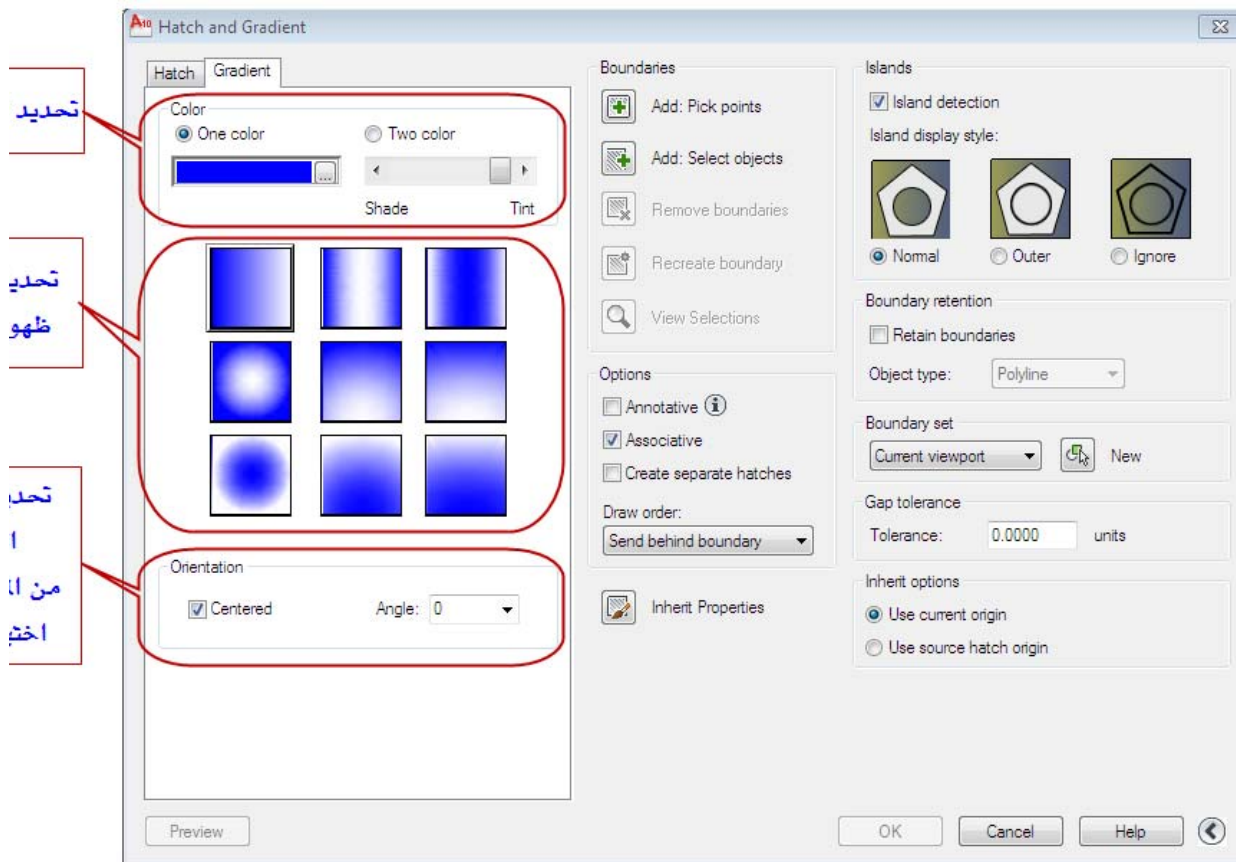 A10 Hatch and Gradient
Hatch Gradient
Color
One color Two color
...
Shade Tint
Orientation
Centered Angle: 0
Preview
Boundaries
Add: Pick points
Add: Select objects
Remove boundaries
Recreate boundary
View Selections
Options
Annotative
Associative
Create separate hatches
Draw order:
Send behind boundary
Inherit Properties
Islands
Island detection
Island display style:
Normal Outer Ignore
Boundary retention
Retain boundaries
Object type: Polyline
Boundary set
Current viewport New
Gap tolerance
Tolerance: 0.0000 units
Inherit options
Use current origin
Use source hatch origin
OK Cancel Help
تحديد
من